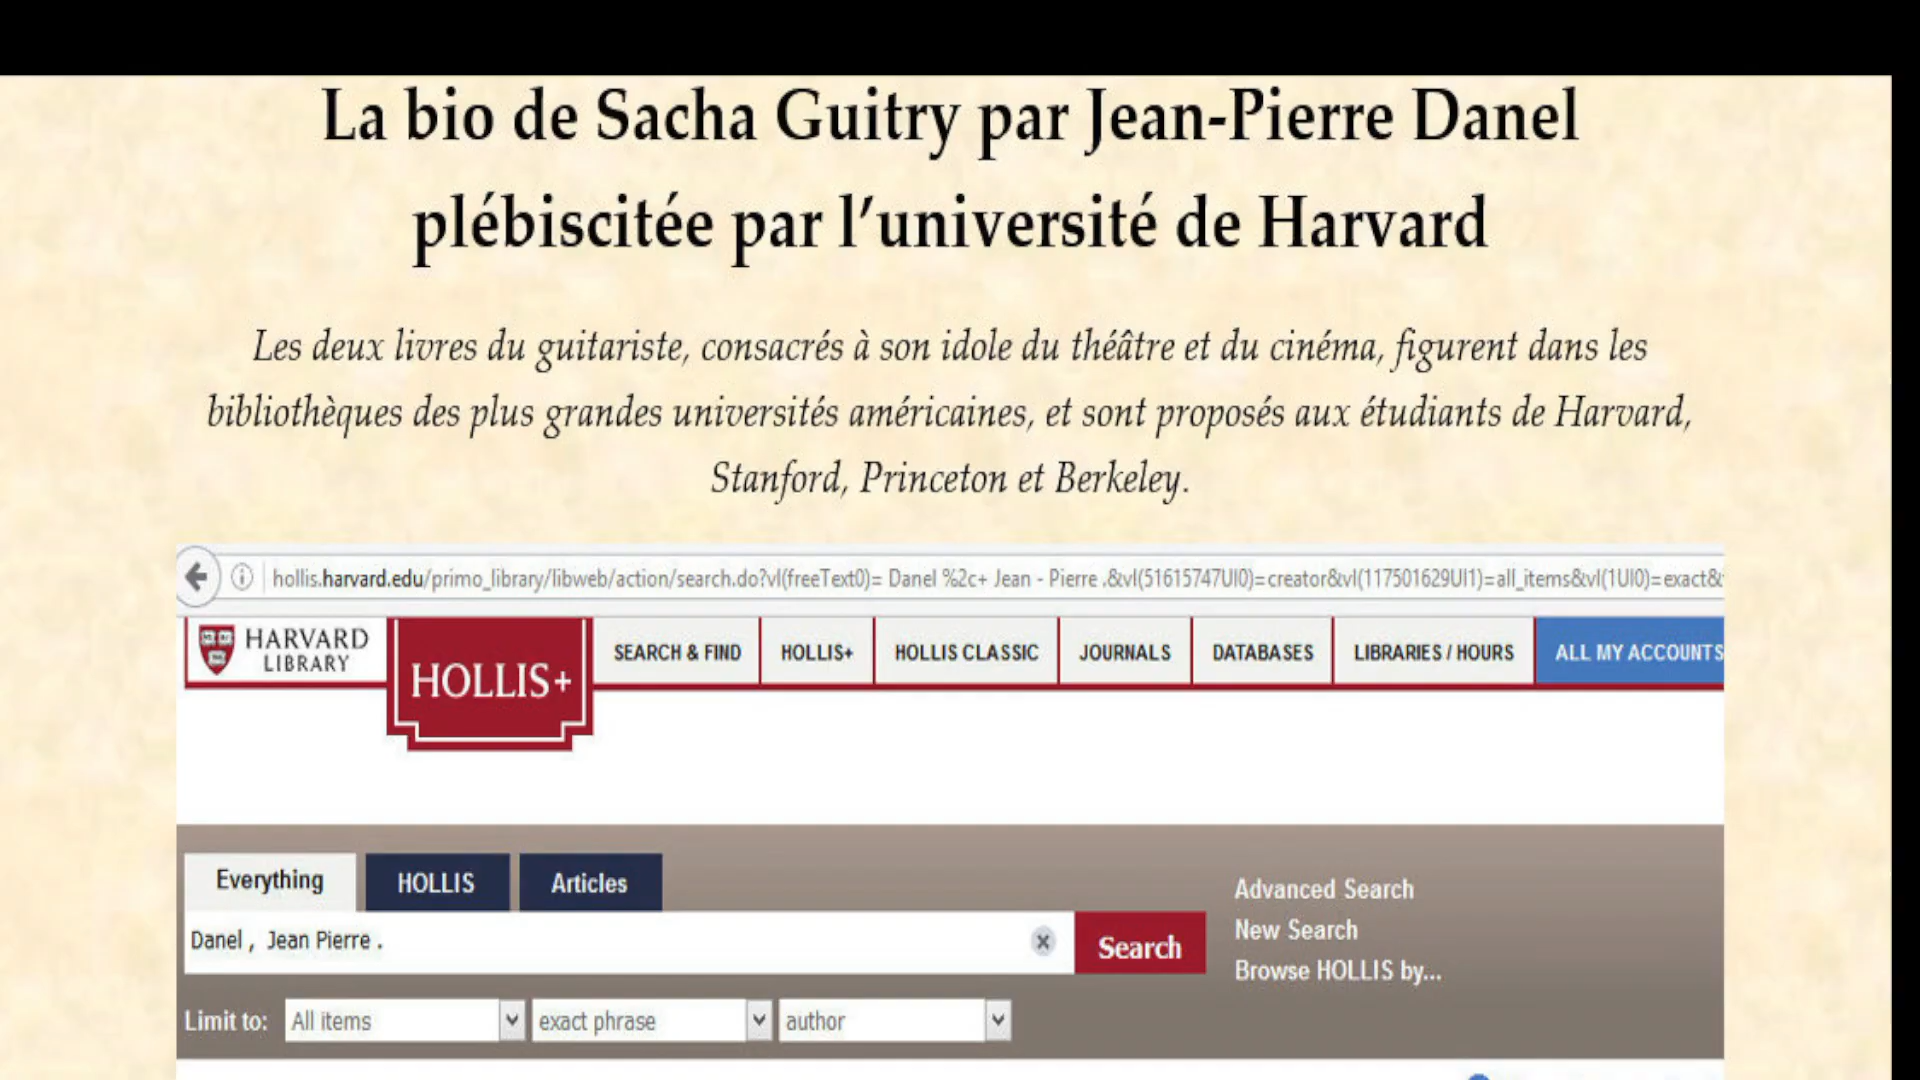 La bio de Sacha Guitry par Jean-Pierre Danel
plébiscitée par l’université de Harvard
Les deux livres du guitariste, consacrés à son idole du théâtre et du cinéma, figurent dans les
bibliothèques des plus grandes universités américaines, et sont proposés aux étudiants de Harvard,
Stanford, Princeton et Berkeley.
hollis.harvard.edu/primo_library/libweb/action/search.do?vl(freeText0)= Danel %2c+ Jean - Pierre .&vl(51615747UI0)=creator&vl(117501629UI1)=all_items&vl(1UI0)=exact&
HARVARD
LIBRARY
HOLLIS+
SEARCH & FIND
HOLLIS+
HOLLIS CLASSIC
JOURNALS
DATABASES
LIBRARIES / HOURS
ALL MY ACCOUNTS
Everything
HOLLIS
Articles
Danel , Jean Pierre .
Search
Advanced Search
New Search
Browse HOLLIS by...
Limit to:
All items
exact phrase
author